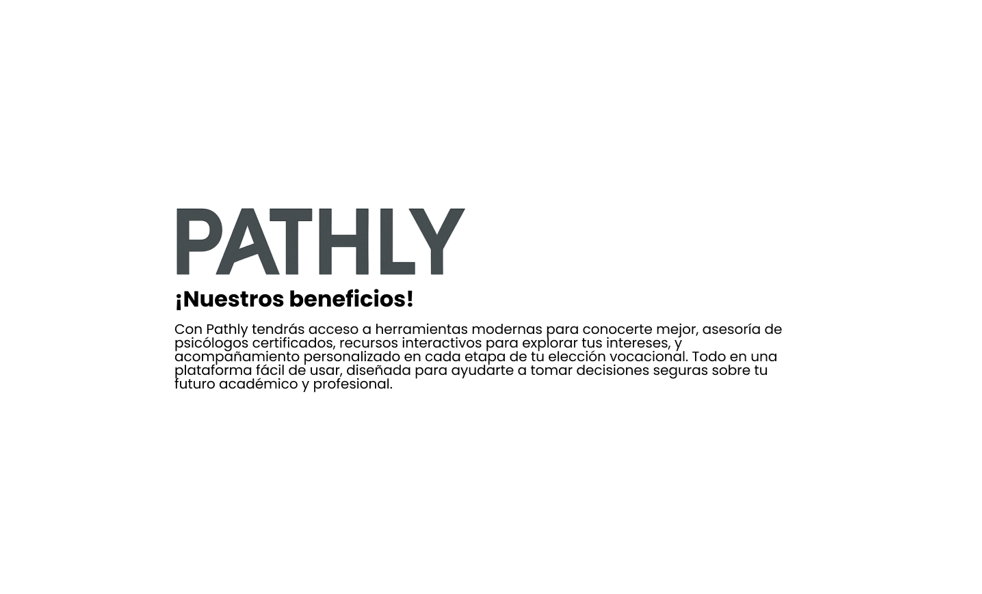 PATHLY
¡Nuestros beneficios!
Con Pathly tendrás acceso a herramientas modernas para conocerte mejor, asesoría de
psicólogos certificados, recursos interactivos para explorar tus intereses, y
acompañamiento personalizado en cada etapa de tu elección vocacional. Todo en una
plataforma fácil de usar, diseñada para ayudarte a tomar decisiones seguras sobre tu
futuro académico y profesional.